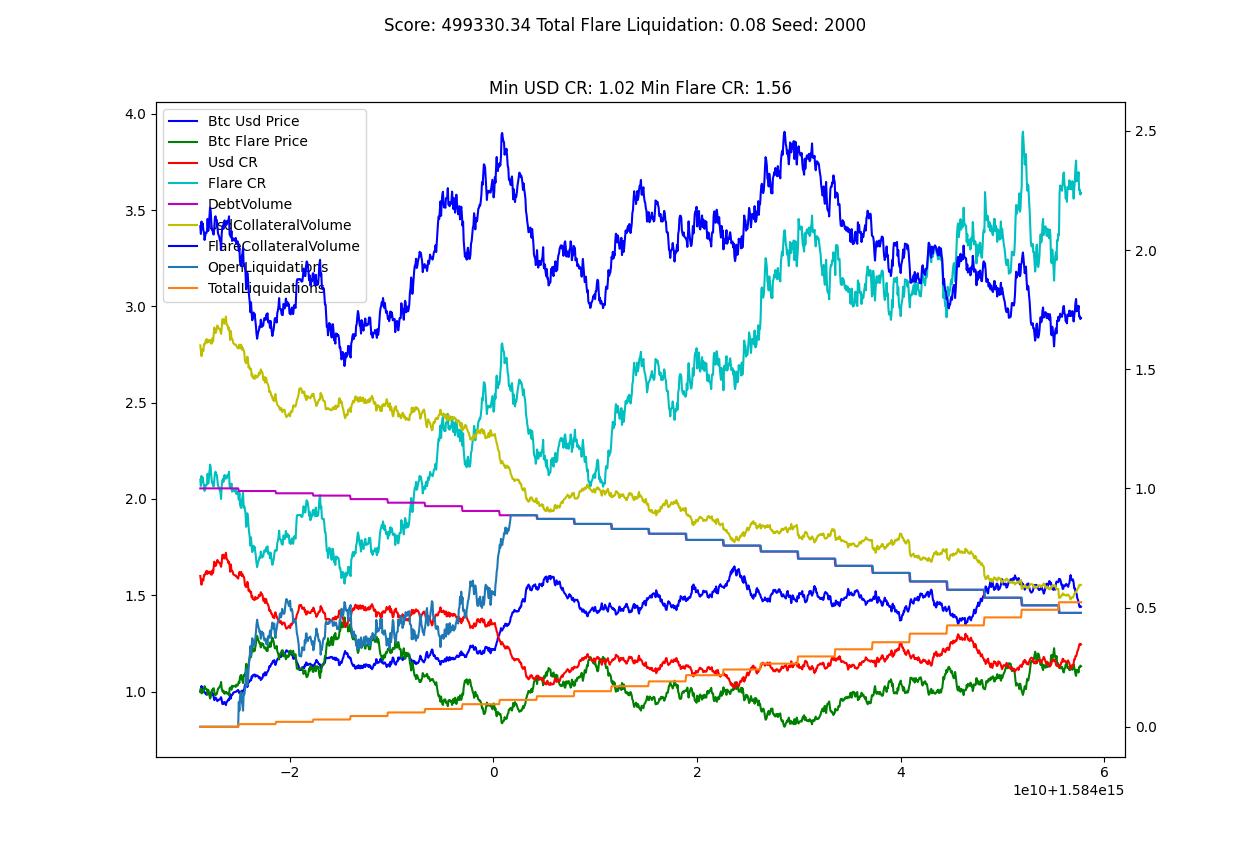 Score: 499330.34 Total Flare Liquidation: 0.08 Seed: 2000
Min USD CR: 1.02 Min Flare CR: 1.56
4.0
3.5
3.0
2.5
2.0
1.5
1.0
Btc Usd Price
Btc Flare Price
Usd CR
Flare CR
DebtVolume
UsdCollateralVolume
FlareCollateralVolume
OpenLiquidations
TotalLiquidations
2.5
2.0
1.5
1.0
0.5
0.0
−2 0 2 4 6
1e10+1.584e15